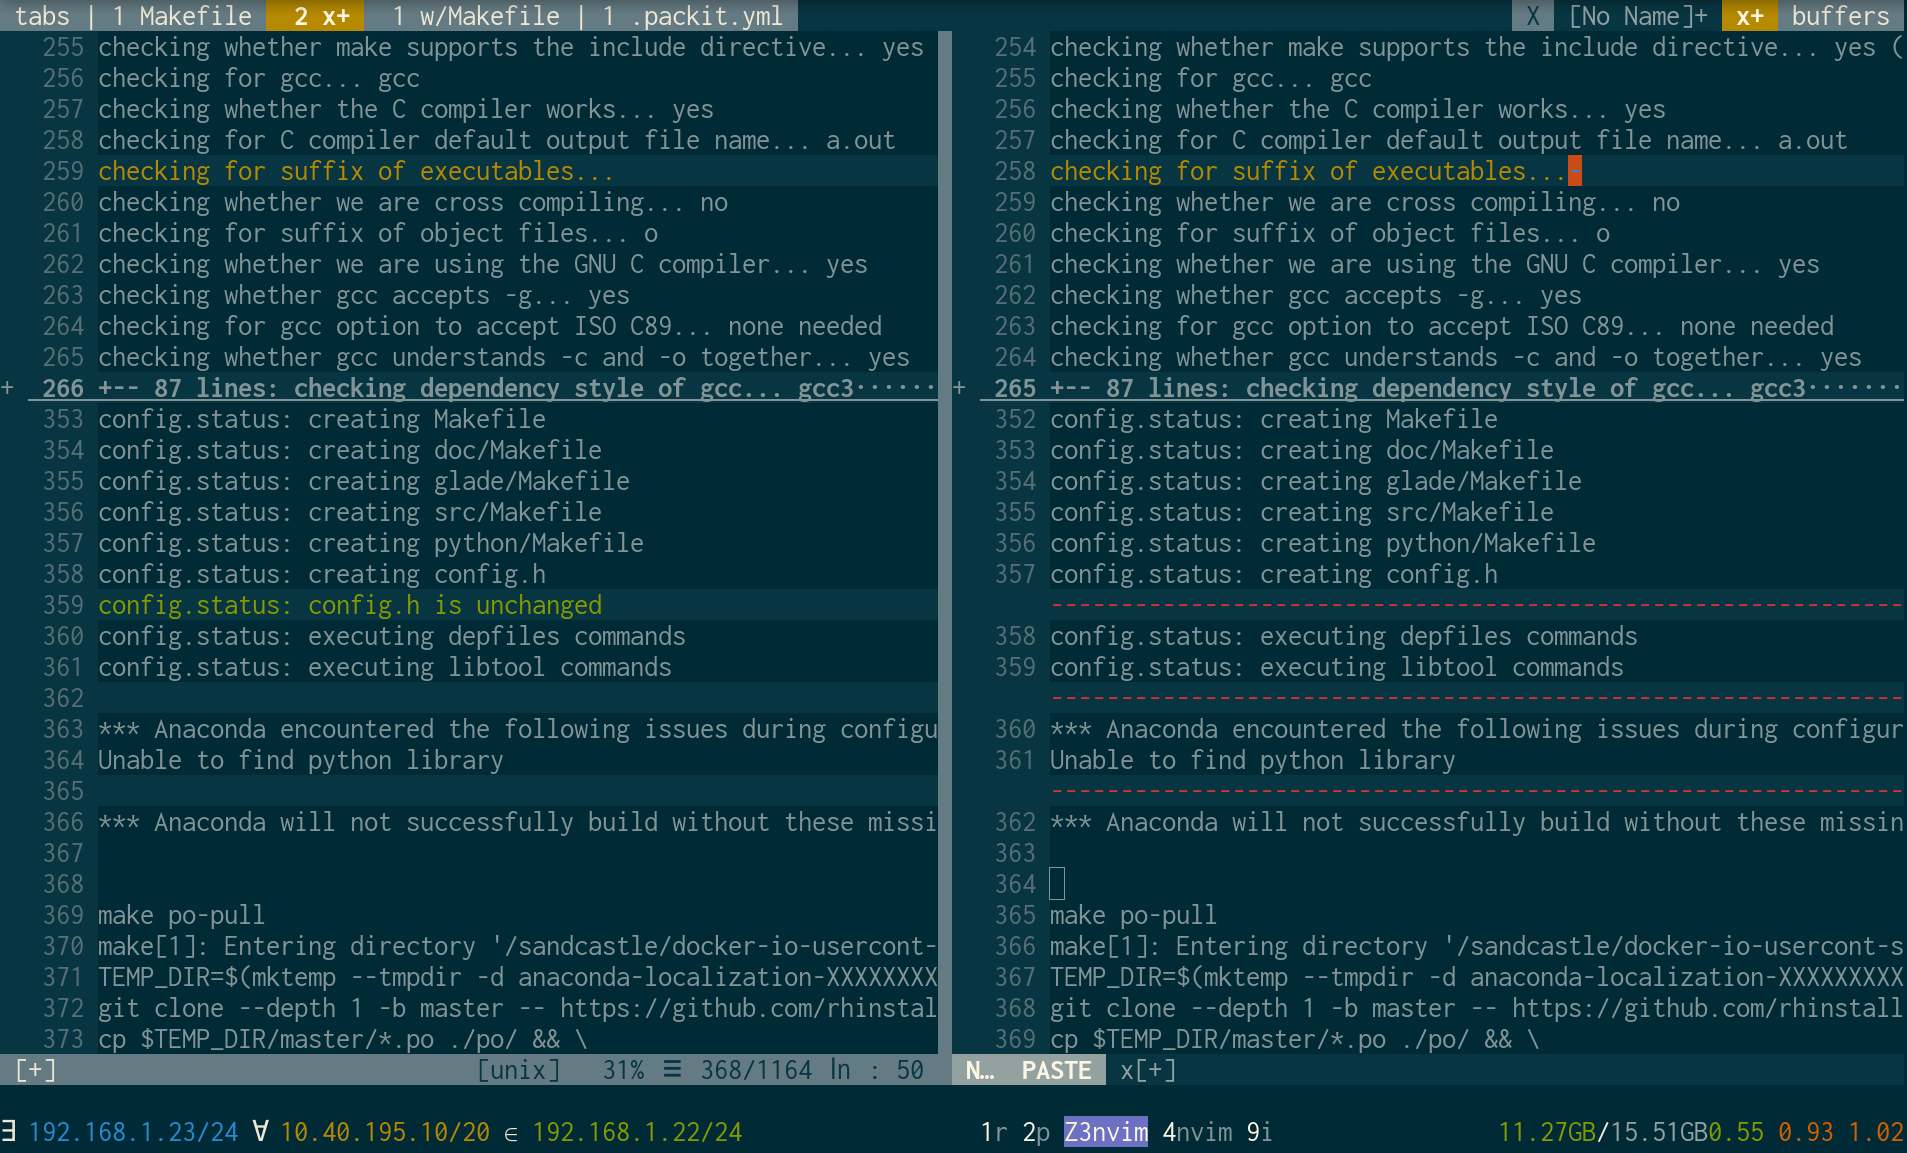 tabs | 1 Makefile  2 x+  1 w/Makefile | 1 .packit.yml  X  [No Name]+  x+  buffers
255 checking whether make supports the include directive... yes
256 checking for gcc... gcc
257 checking whether the C compiler works... yes
258 checking for C compiler default output file name... a.out
259 checking for suffix of executables...
260 checking whether we are cross compiling... no
261 checking for suffix of object files... o
262 checking whether we are using the GNU C compiler... yes
263 checking whether gcc accepts -g... yes
264 checking for gcc option to accept ISO C89... none needed
265 checking whether gcc understands -c and -o together... yes
+ 266 +-- 87 lines: checking dependency style of gcc... gcc3······
353 config.status: creating Makefile
354 config.status: creating doc/Makefile
355 config.status: creating glade/Makefile
356 config.status: creating src/Makefile
357 config.status: creating python/Makefile
358 config.status: creating config.h
359 config.status: config.h is unchanged
360 config.status: executing depfiles commands
361 config.status: executing libtool commands
362
363 *** Anaconda encountered the following issues during configu
364 Unable to find python library
365
366 *** Anaconda will not successfully build without these missi
367
368
369 make po-pull
370 make[1]: Entering directory '/sandcastle/docker-io-usercont-
371 TEMP_DIR=$(mktemp --tmpdir -d anaconda-localization-XXXXXXXX
372 git clone --depth 1 -b master -- https://github.com/rhinstal
373 cp $TEMP_DIR/master/*.po ./po/ && \
[+]  [unix]  31% ☰ 368/1164 ln : 50
254 checking whether make supports the include directive... yes (
255 checking for gcc... gcc
256 checking whether the C compiler works... yes
257 checking for C compiler default output file name... a.out
258 checking for suffix of executables...-
259 checking whether we are cross compiling... no
260 checking for suffix of object files... o
261 checking whether we are using the GNU C compiler... yes
262 checking whether gcc accepts -g... yes
263 checking for gcc option to accept ISO C89... none needed
264 checking whether gcc understands -c and -o together... yes
+ 265 +-- 87 lines: checking dependency style of gcc... gcc3·······
352 config.status: creating Makefile
353 config.status: creating doc/Makefile
354 config.status: creating glade/Makefile
355 config.status: creating src/Makefile
356 config.status: creating python/Makefile
357 config.status: creating config.h
-------------------------------------------------------------
358 config.status: executing depfiles commands
359 config.status: executing libtool commands
-------------------------------------------------------------
360 *** Anaconda encountered the following issues during configur
361 Unable to find python library
-------------------------------------------------------------
362 *** Anaconda will not successfully build without these missin
363
364
365 make po-pull
366 make[1]: Entering directory '/sandcastle/docker-io-usercont-s
367 TEMP_DIR=$(mktemp --tmpdir -d anaconda-localization-XXXXXXXXX
368 git clone --depth 1 -b master -- https://github.com/rhinstall
369 cp $TEMP_DIR/master/*.po ./po/ && \
N…  PASTE  x[+]
∃ 192.168.1.23/24 ∀ 10.40.195.10/20 ∈ 192.168.1.22/24  1r 2p Z3nvim 4nvim 9i  11.27GB/15.51GB0.55 0.93 1.02